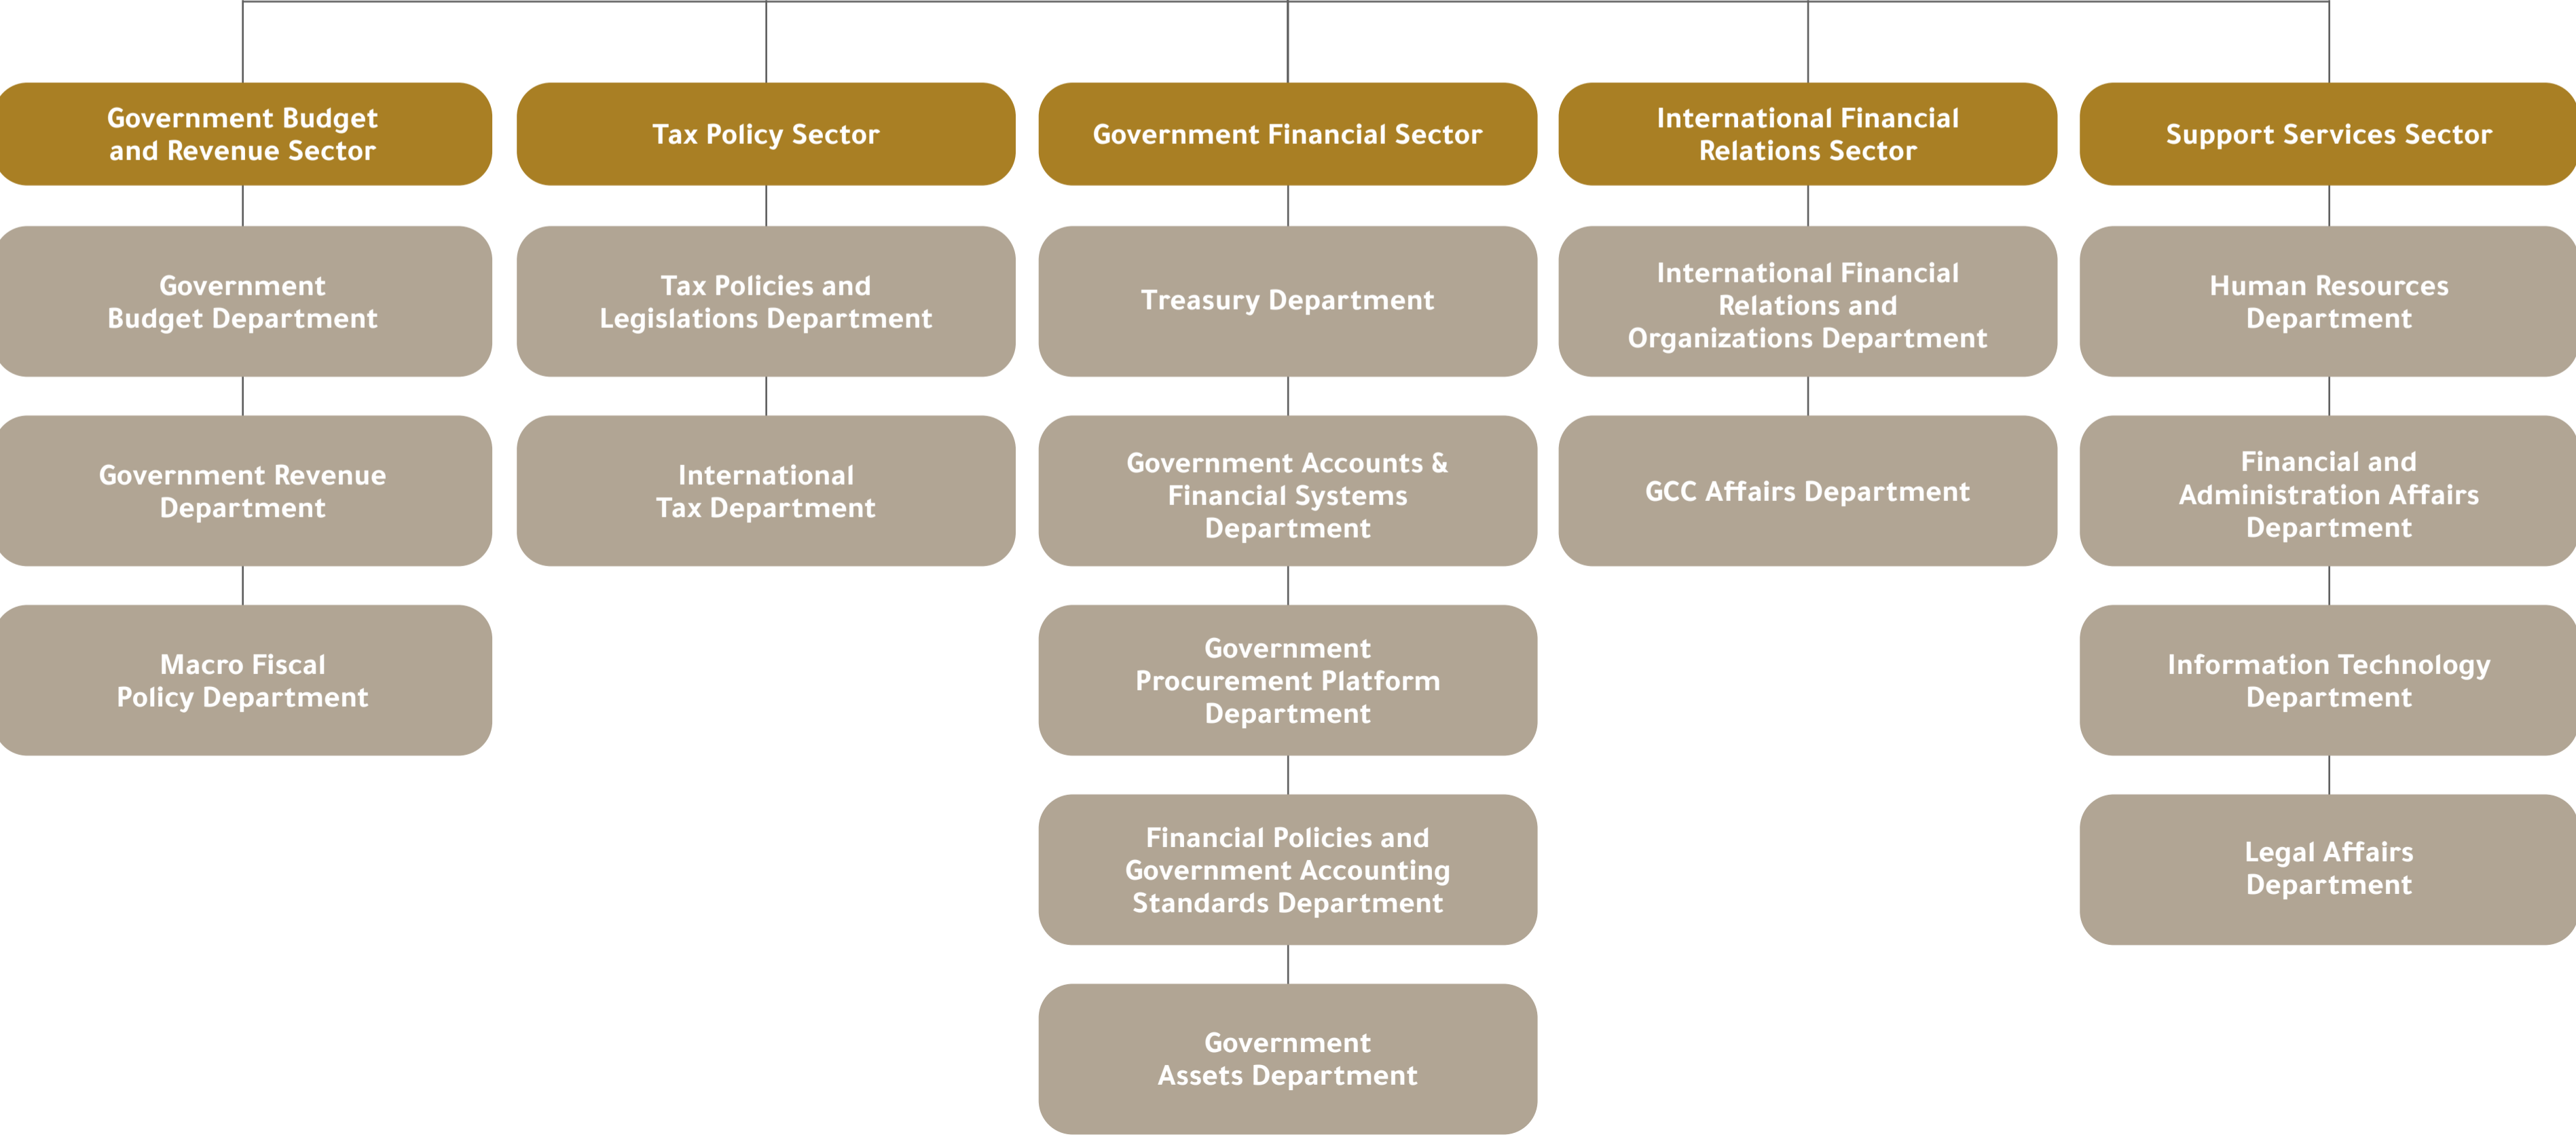 Government Budget
and Revenue Sector
Government
Budget Department
Government Revenue
Department
Macro Fiscal
Policy Department
Tax Policy Sector
Tax Policies and
Legislations Department
International
Tax Department
Government Financial Sector
Treasury Department
Government Accounts &
Financial Systems
Department
Government
Procurement Platform
Department
Financial Policies and
Government Accounting
Standards Department
Government
Assets Department
International Financial
Relations Sector
International Financial
Relations and
Organizations Department
GCC Affairs Department
Support Services Sector
Human Resources
Department
Financial and
Administration Affairs
Department
Information Technology
Department
Legal Affairs
Department